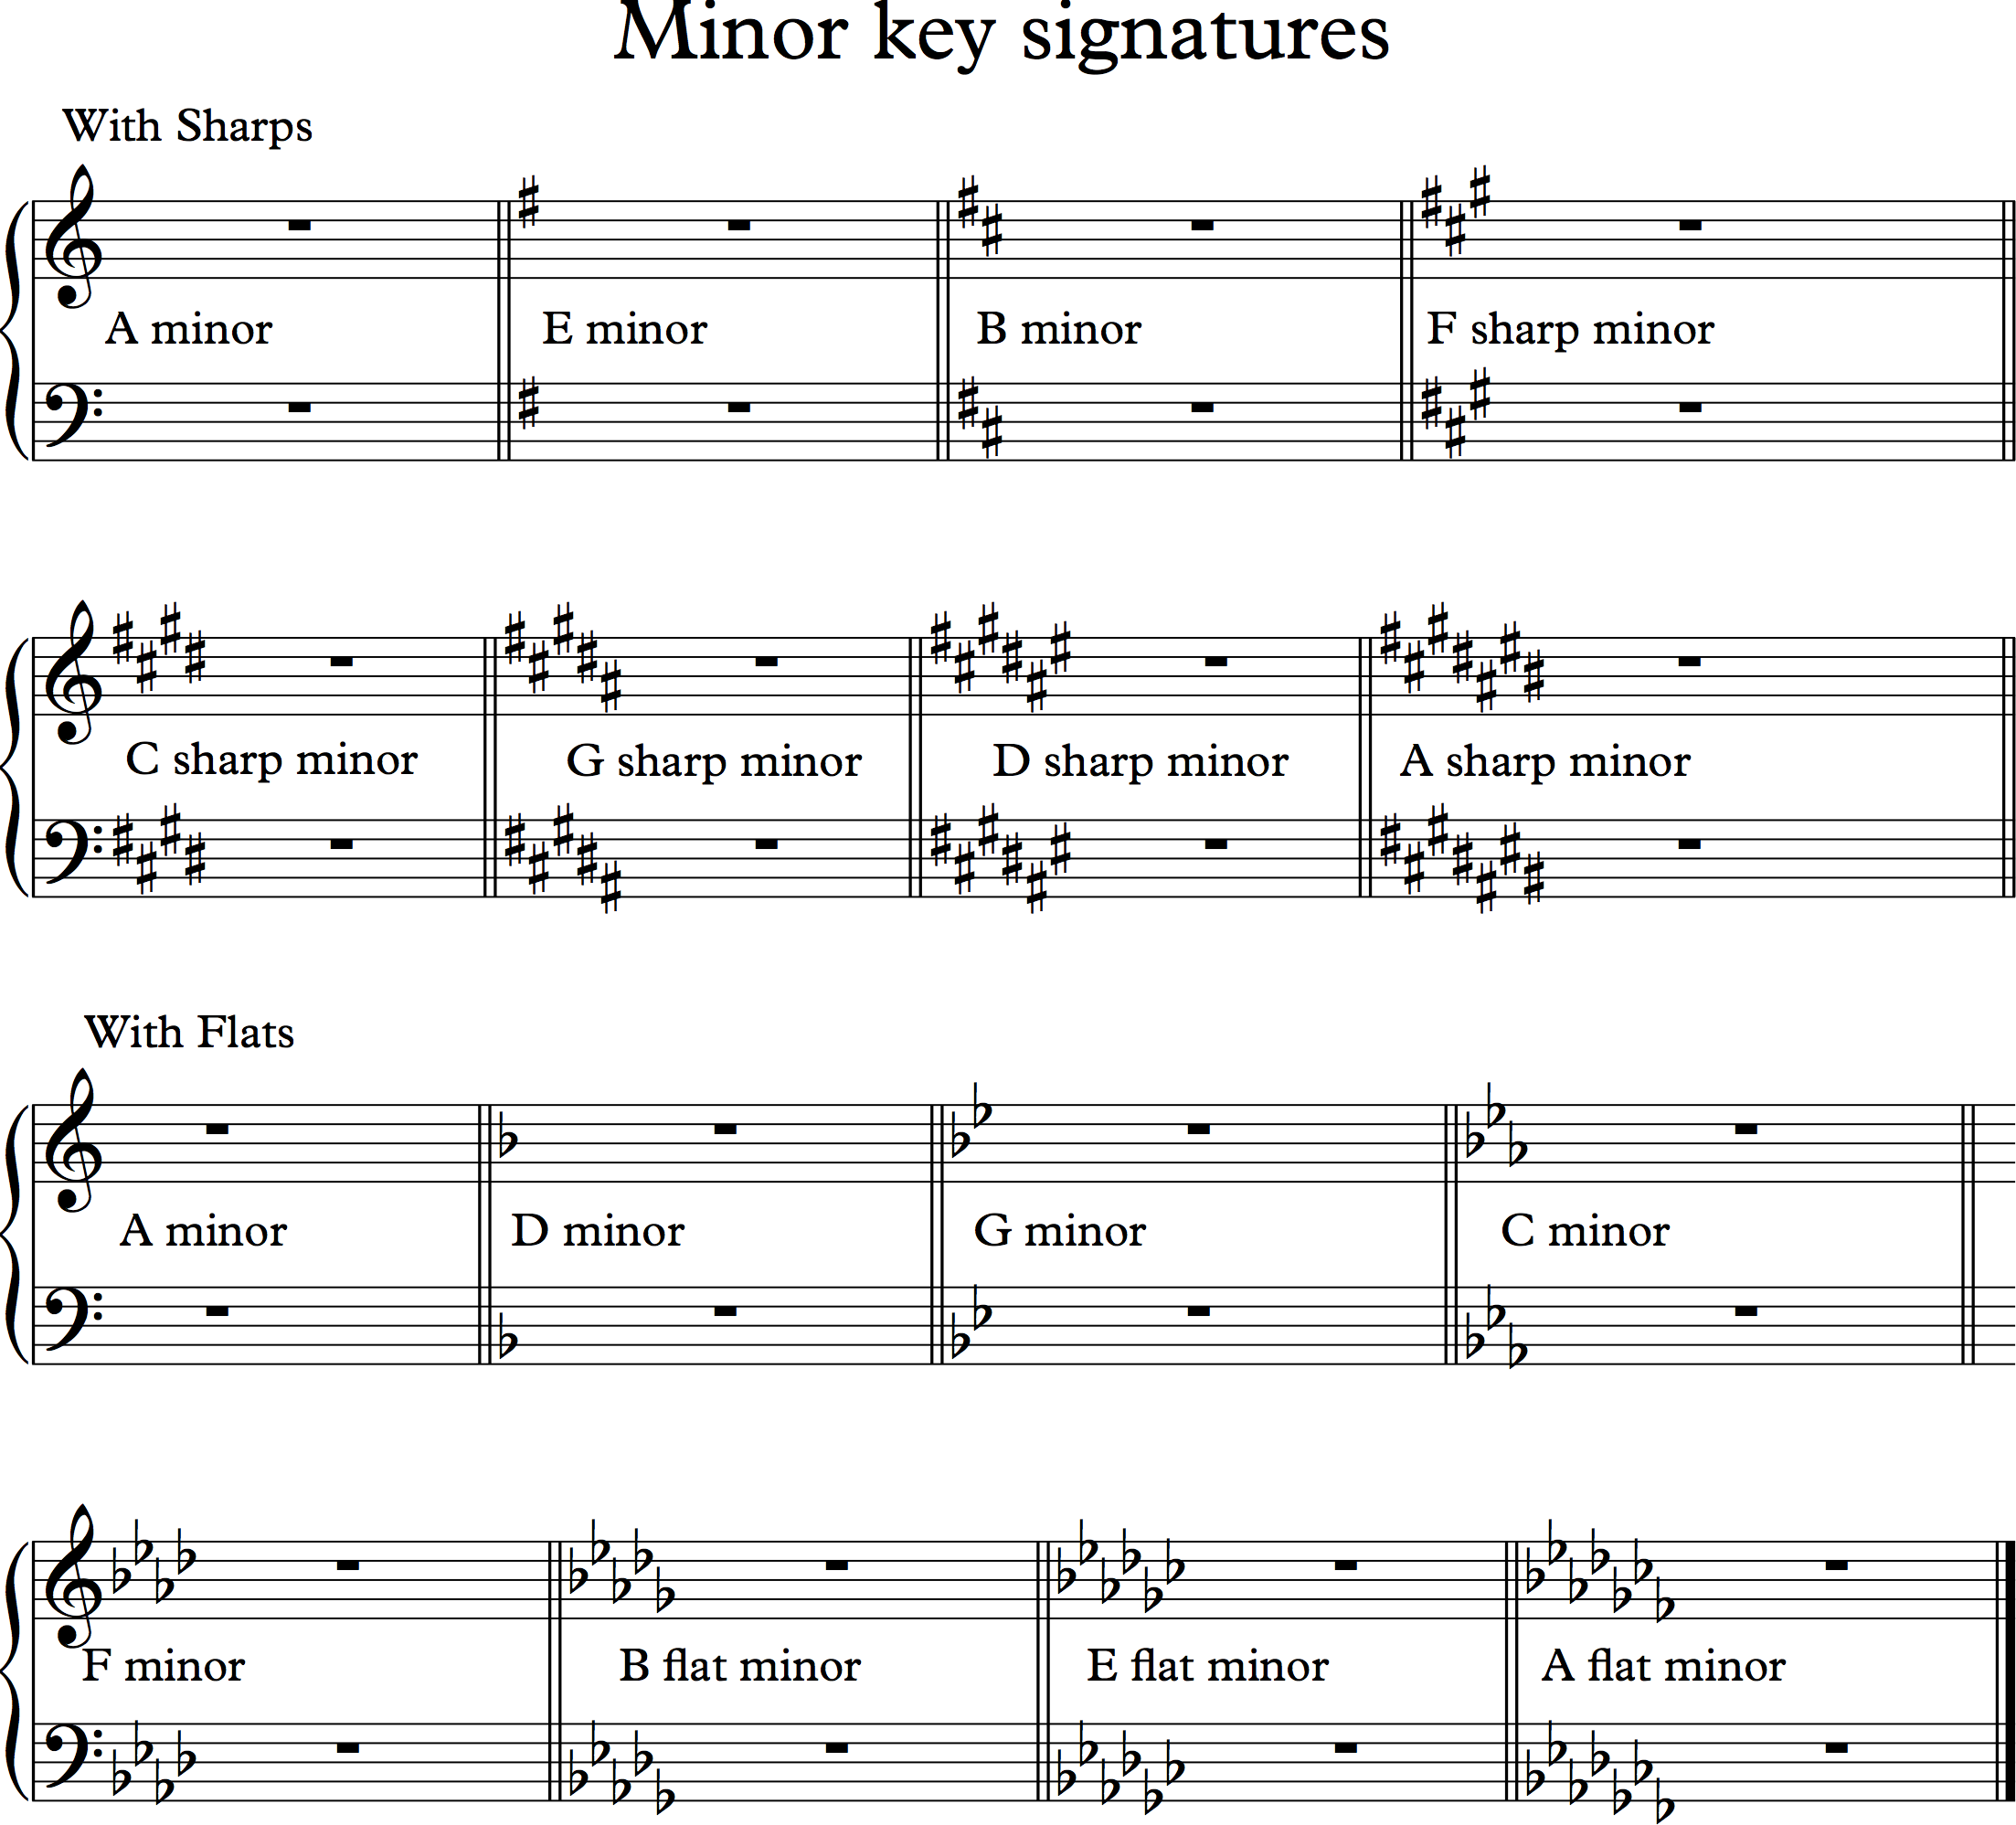 Minor key signatures
With Sharps
A minor E minor B minor F sharp minor
C sharp minor G sharp minor D sharp minor A sharp minor
With Flats
A minor D minor G minor C minor
F minor B flat minor E flat minor A flat minor